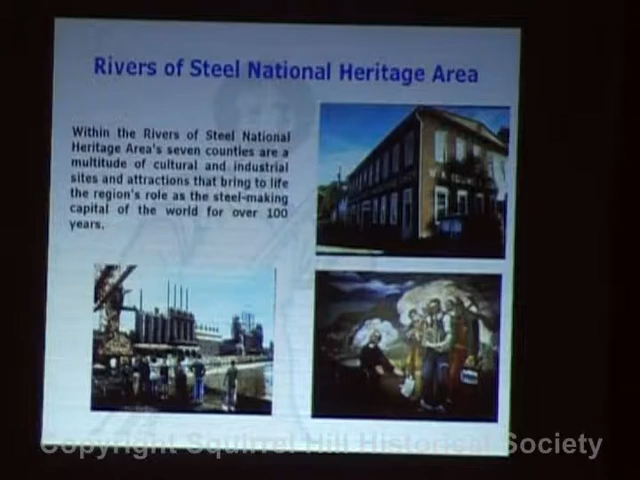 Rivers of Steel National Heritage Area
Within the Rivers of Steel National
Heritage Area's seven counties are a
multitude of cultural and industrial
sites and attractions that bring to life
the region's role as the steel-making
capital of the world for over 100
years.
Copyright Squirrel Hill Historical Society